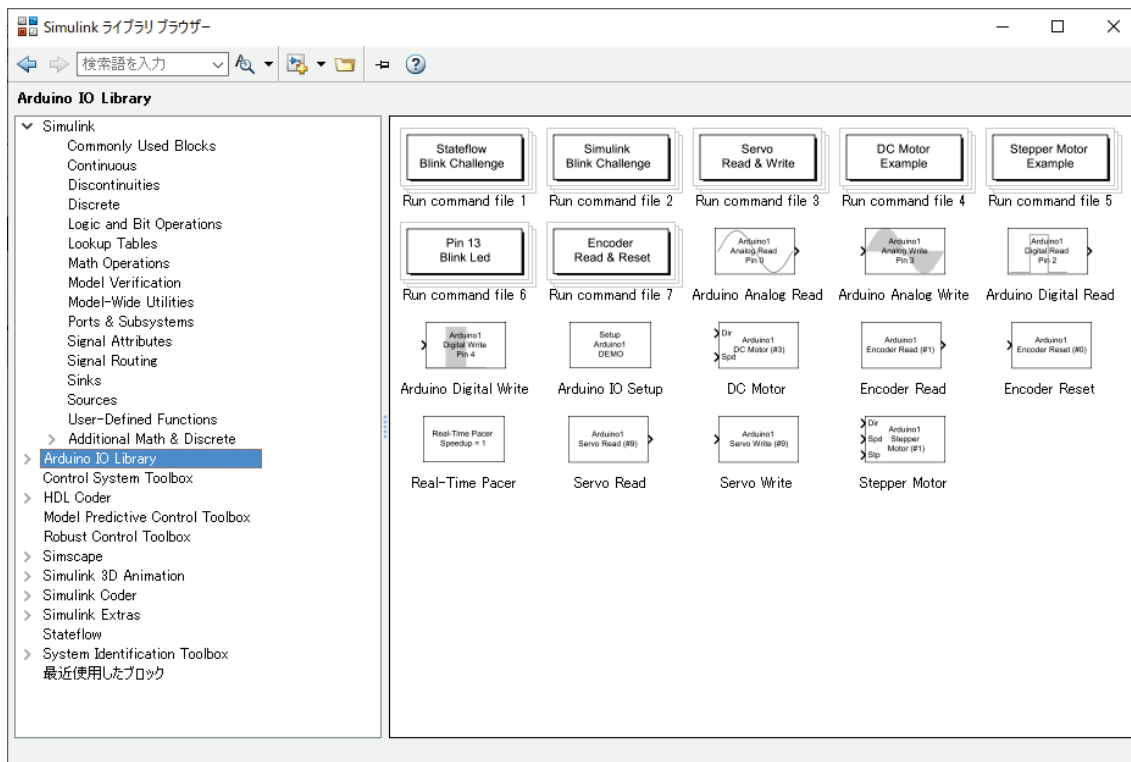 Simulink ライブラリ ブラウザー
検索語を入力
Arduino IO Library
Simulink
Commonly Used Blocks
Continuous
Discontinuities
Discrete
Logic and Bit Operations
Lookup Tables
Math Operations
Model Verification
Model-Wide Utilities
Ports & Subsystems
Signal Attributes
Signal Routing
Sinks
Sources
User-Defined Functions
Additional Math & Discrete
Arduino IO Library
Control System Toolbox
HDL Coder
Model Predictive Control Toolbox
Robust Control Toolbox
Simscape
Simulink 3D Animation
Simulink Coder
Simulink Extras
Stateflow
System Identification Toolbox
最近使用したブロック
Stateflow
Blink Challenge
Run command file 1
Simulink
Blink Challenge
Run command file 2
Servo
Read & Write
Run command file 3
DC Motor
Example
Run command file 4
Stepper Motor
Example
Run command file 5
Pin 13
Blink Led
Run command file 6
Encoder
Read & Reset
Run command file 7
Arduino1
Analog Read
Pin 0
Arduino Analog Read
Arduino1
Analog Write
Pin 3
Arduino Analog Write
Arduino1
Digital Read
Pin 2
Arduino Digital Read
Arduino1
Digital Write
Pin 4
Arduino Digital Write
Setup
Arduino1
DEMO
Arduino IO Setup
Dir
Spd
Arduino1
DC Motor (#3)
DC Motor
Arduino1
Encoder Read (#1)
Encoder Read
Arduino1
Encoder Reset (#0)
Encoder Reset
Real-Time Pacer
Speedup = 1
Real-Time Pacer
Arduino1
Servo Read (#9)
Servo Read
Arduino1
Servo Write (#9)
Servo Write
Dir
Spd
Stp
Arduino1
Stepper
Motor (#1)
Stepper Motor